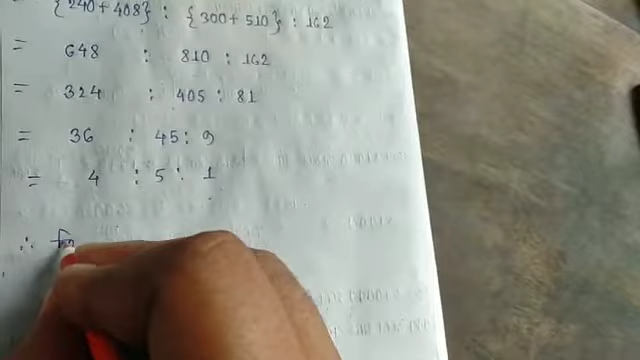 {240+408} : {300+510} : 162
= 648 : 810 : 162
= 324 : 405 : 81
= 36 : 45 : 9
= 4 : 5 : 1
∴